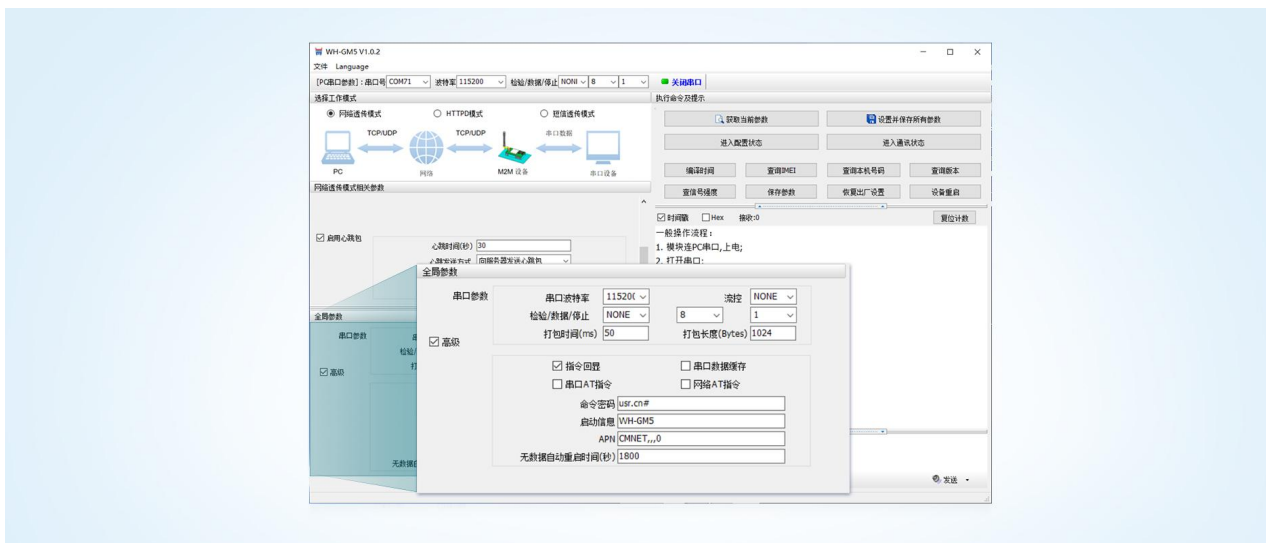 WH-GM5 V1.0.2
文件 Language
[PC串口参数]：串口号 COM71 波特率 115200 检验/数据/停止 NONI 8 1 关闭串口
选择工作模式
网络透传模式 HTTPD模式 短信透传模式
TCP/UDP TCP/UDP 串口数据
PC 网络 M2M 设备 串口设备
网络透传模式相关参数
启用心跳包
心跳时间(秒) 30
心跳发送方式 向服务器发送心跳包
全局参数
串口参数
检验/
打
高级
无数据
执行命令及提示
获取当前参数 设置并保存所有参数
进入配置状态 进入通讯状态
编译时间 查询IMEI 查询本机号码 查询版本
查信号强度 保存参数 恢复出厂设置 设备重启
时间戳 Hex 接收:0 复位计数
一般操作流程：
1. 模块连PC串口,上电;
2. 打开串口;
发送
全局参数
串口参数 串口波特率 11520( 流控 NONE
检验/数据/停止 NONE 8 1
打包时间(ms) 50 打包长度(Bytes) 1024
高级
指令回显 串口数据缓存
串口AT指令 网络AT指令
命令密码 usr.cn#
启动信息 WH-GM5
APN CMNET,,,0
无数据自动重启时间(秒) 1800